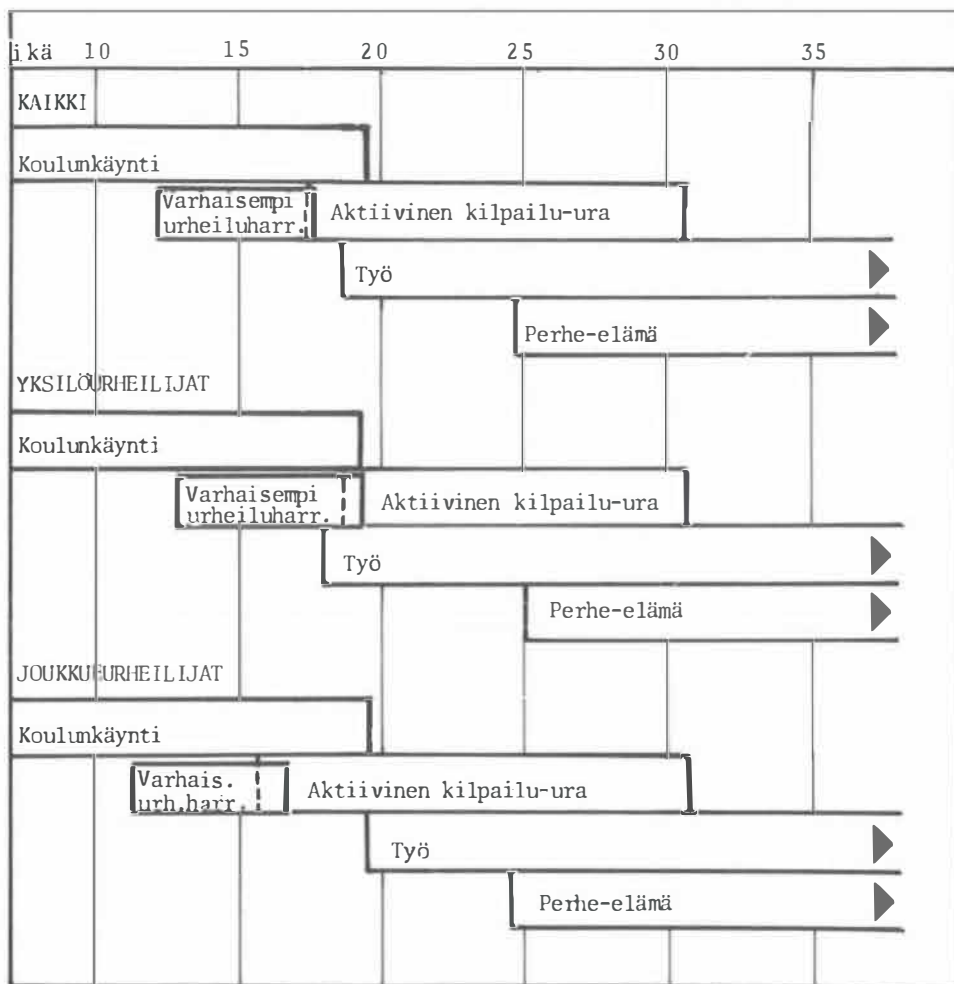 ikä 10 15 20 25 30 35
KAIKKI
Koulunkäynti
Varhaisempi
urheiluharr.
Aktiivinen kilpailu-ura
Työ
Perhe-elämä
YKSILÖURHEILIJAT
Koulunkäynti
Varhaisempi
urheiluharr.
Aktiivinen kilpailu-ura
Työ
Perhe-elämä
JOUKKUEURHEILIJAT
Koulunkäynti
Varhais.
urh.harr.
Aktiivinen kilpailu-ura
Työ
Perhe-elämä